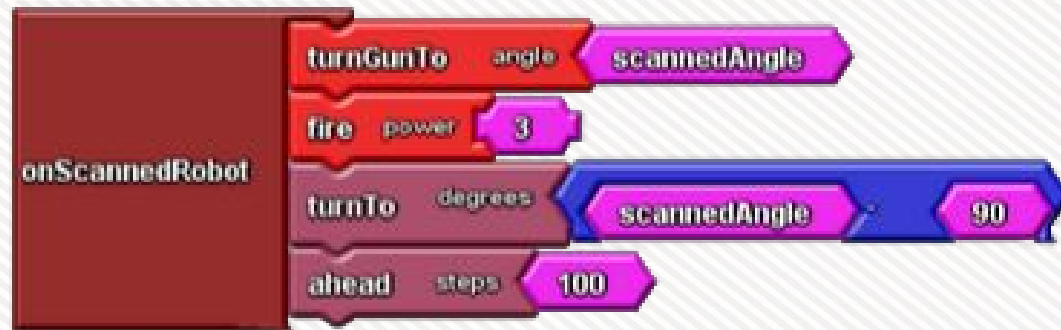 turnGunTo angle scannedAngle
fire power 3
onScannedRobot
turnTo degrees scannedAngle - 90
ahead steps 100